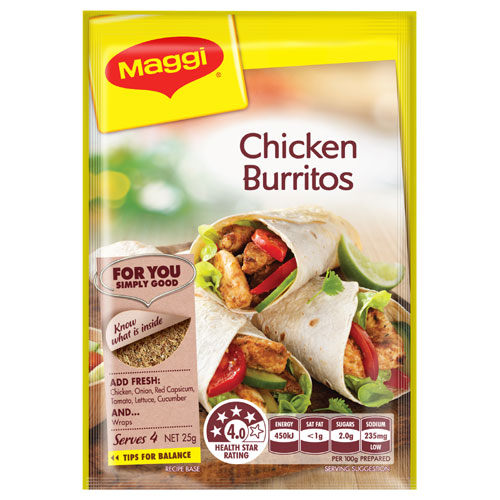 Maggi
®
Chicken
Burritos
FOR YOU
SIMPLY GOOD
Know
what is inside
ADD FRESH:
Chicken, Onion, Red Capsicum,
Tomato, Lettuce, Cucumber
AND...
Wraps
Serves 4 NET 25g
TIPS FOR BALANCE
RECIPE BASE
4.0
HEALTH STAR
RATING
ENERGY
450kJ
SAT FAT
<1g
SUGARS
2.0g
SODIUM
235mg
LOW
PER 100g PREPARED
SERVING SUGGESTION